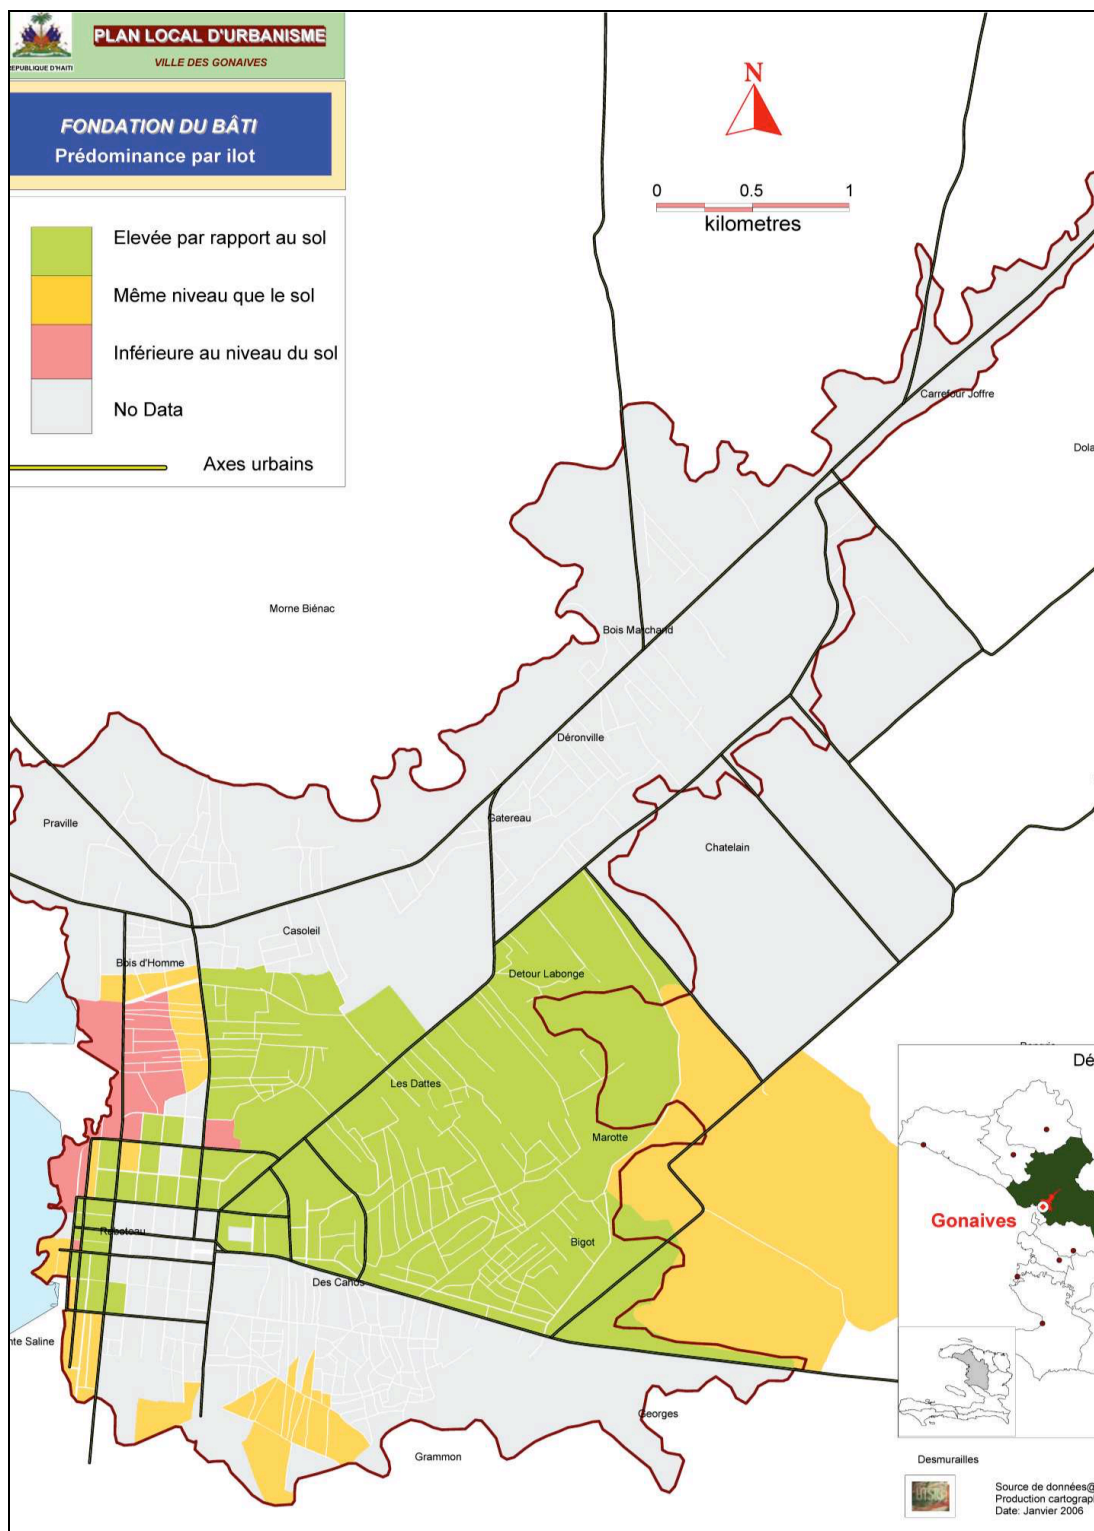 PLAN LOCAL D'URBANISME
VILLE DES GONAIVES
REPUBLIQUE D'HAITI
FONDATION DU BÂTI
Prédominance par ilot
Elevée par rapport au sol
Même niveau que le sol
Inférieure au niveau du sol
No Data
Axes urbains
N
0 0.5 1
kilometres
Carrefour Joffre
Dola
Morne Biénac
Bois Marchand
Déronville
Gatereau
Praville
Chatelain
Casoleil
Bois d'Homme
Detour Labonge
Les Dattes
Marotte
Dé
Gonaives
Raboteau
Bigot
Des Cahos
nte Saline
Georges
Grammon
Desmurailles
Source de données@
Production cartograph
Date: Janvier 2006